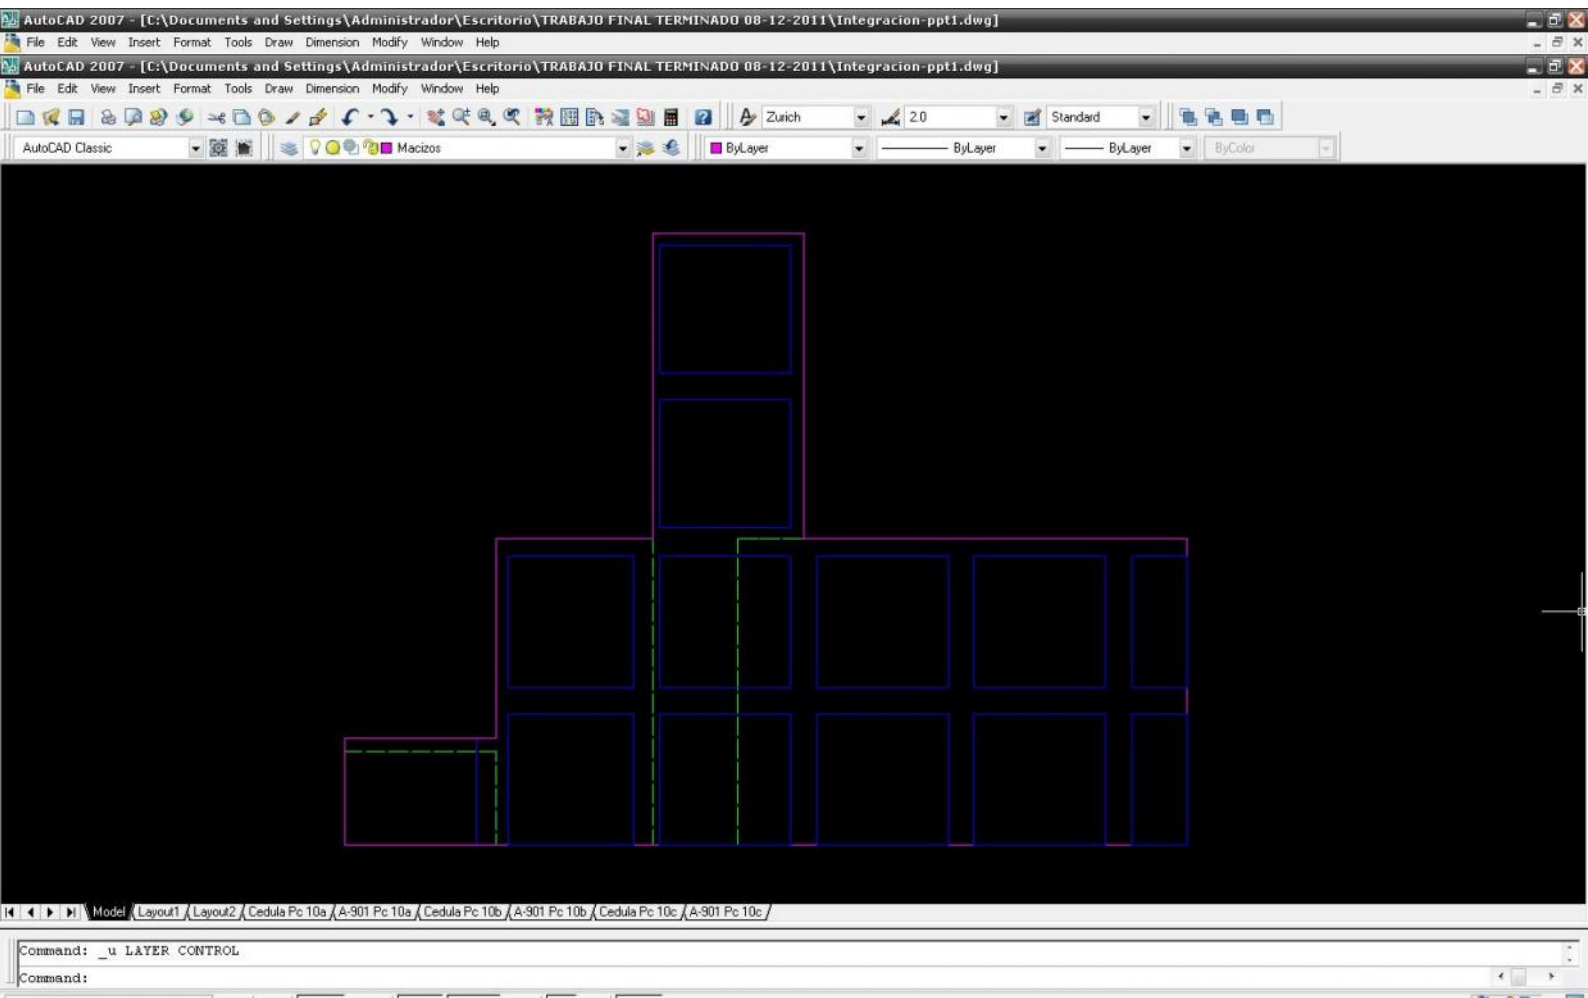 AutoCAD 2007 - [C:\Documents and Settings\Administrador\Escritorio\TRABAJO FINAL TERMINADO 08-12-2011\Integracion-ppt1.dwg]
File Edit View Insert Format Tools Draw Dimension Modify Window Help
AutoCAD 2007 - [C:\Documents and Settings\Administrador\Escritorio\TRABAJO FINAL TERMINADO 08-12-2011\Integracion-ppt1.dwg]
File Edit View Insert Format Tools Draw Dimension Modify Window Help
Zurich 2.0 Standard
AutoCAD Classic Macizos ByLayer ByLayer ByLayer ByColor
Model Layout1 Layout2 Cedula Pc 10a A-901 Pc 10a Cedula Pc 10b A-901 Pc 10b Cedula Pc 10c A-901 Pc 10c
Command: _u LAYER CONTROL
Command: